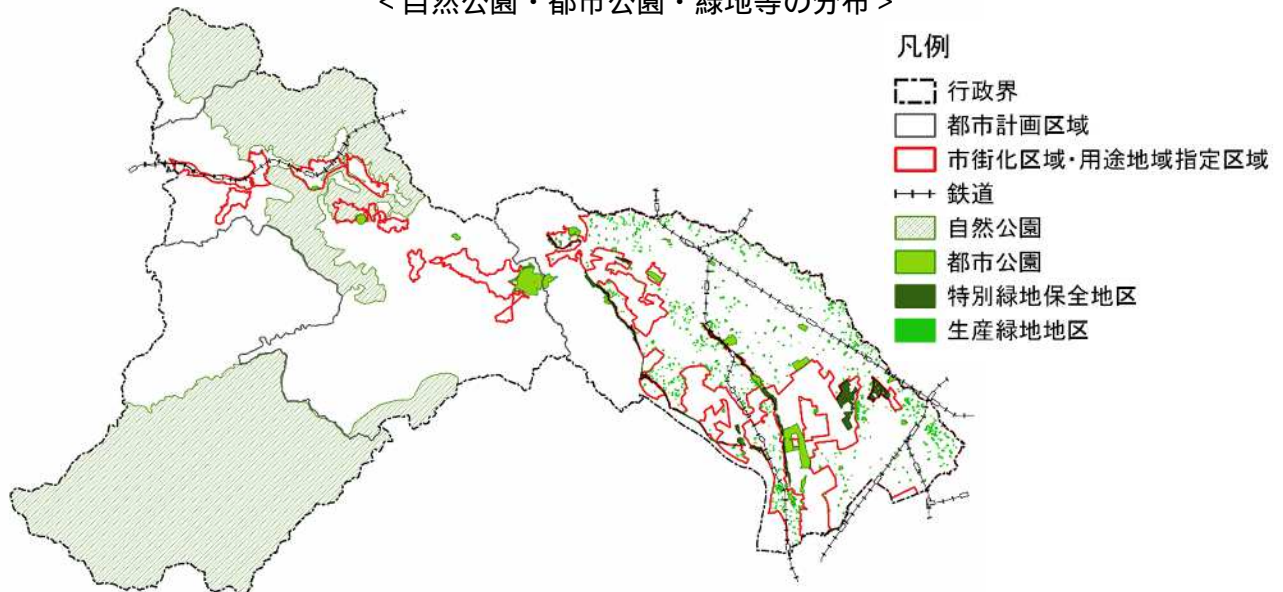 <自然公園・都市公園・緑地等の分布>
凡例
行政界
都市計画区域
市街化区域・用途地域指定区域
鉄道
自然公園
都市公園
特別緑地保全地区
生産緑地地区